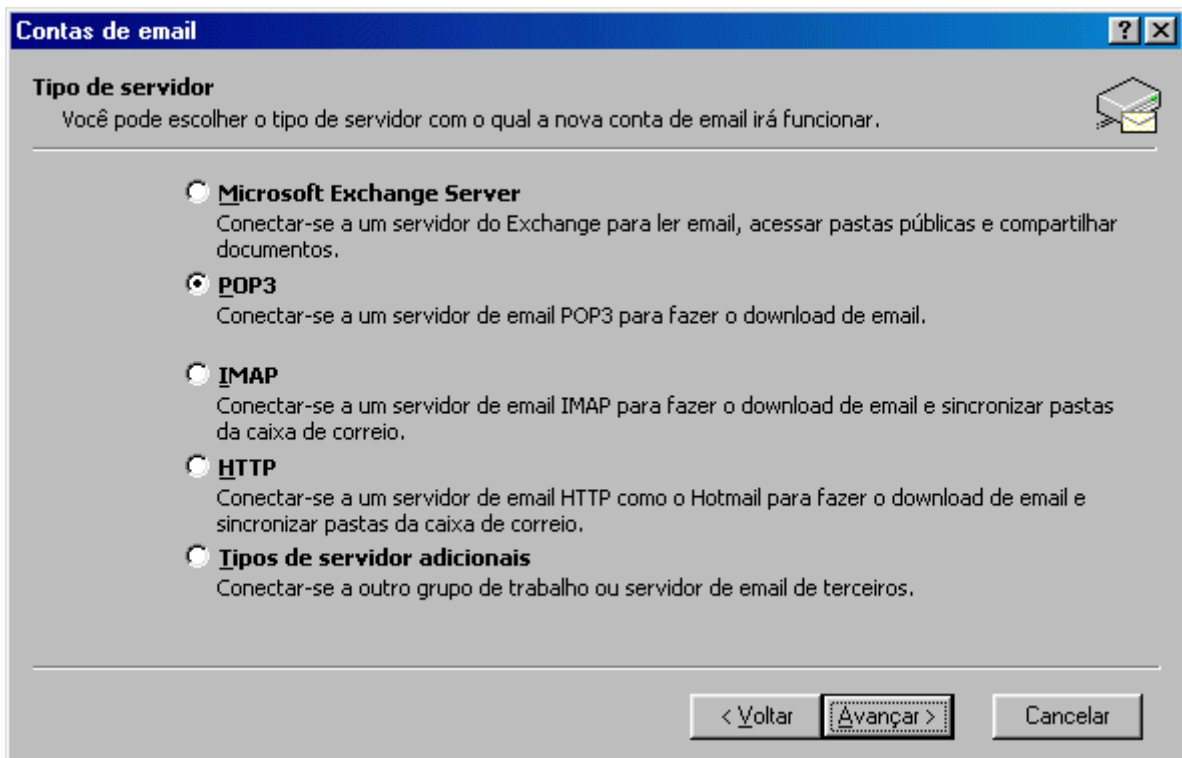 Contas de email
Tipo de servidor
Você pode escolher o tipo de servidor com o qual a nova conta de email irá funcionar.
Microsoft Exchange Server
Conectar-se a um servidor do Exchange para ler email, acessar pastas públicas e compartilhar
documentos.
POP3
Conectar-se a um servidor de email POP3 para fazer o download de email.
IMAP
Conectar-se a um servidor de email IMAP para fazer o download de email e sincronizar pastas
da caixa de correio.
HTTP
Conectar-se a um servidor de email HTTP como o Hotmail para fazer o download de email e
sincronizar pastas da caixa de correio.
Tipos de servidor adicionais
Conectar-se a outro grupo de trabalho ou servidor de email de terceiros.
< Voltar Avançar > Cancelar